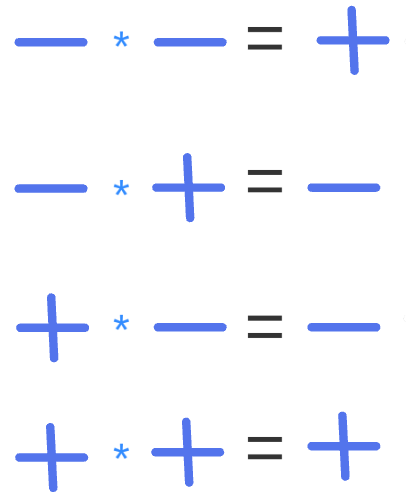 − * − = +
− * + = −
+ * − = −
+ * + = +